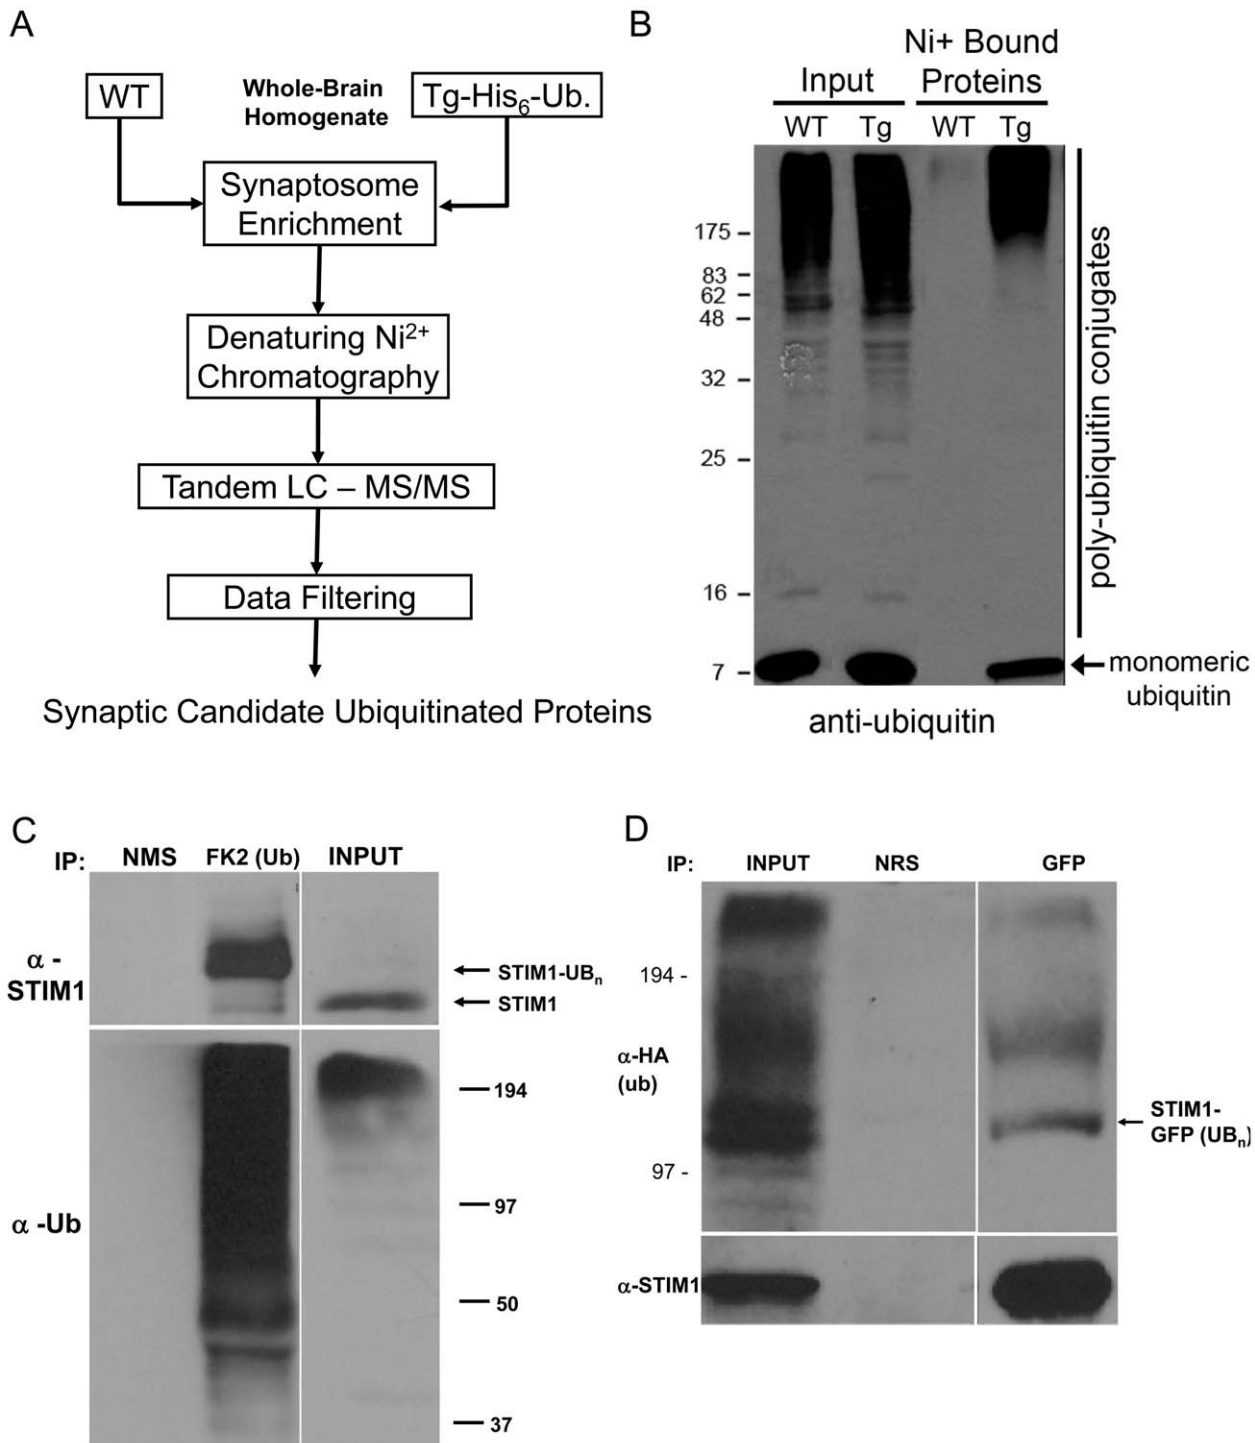 A
WT
Whole-Brain
Homogenate
Tg-His6-Ub.
Synaptosome
Enrichment
Denaturing Ni2+
Chromatography
Tandem LC – MS/MS
Data Filtering
Synaptic Candidate Ubiquitinated Proteins
B
Ni+ Bound
Input Proteins
WT Tg WT Tg
175
83
62
48
32
25
16
7
poly-ubiquitin conjugates
monomeric
ubiquitin
anti-ubiquitin
C
IP: NMS FK2 (Ub) INPUT
α -
STIM1
STIM1-UBn
STIM1
α -Ub
194
97
50
37
D
IP: INPUT NRS GFP
194 -
α-HA
(ub)
STIM1-
GFP (UBn)
97 -
α-STIM1